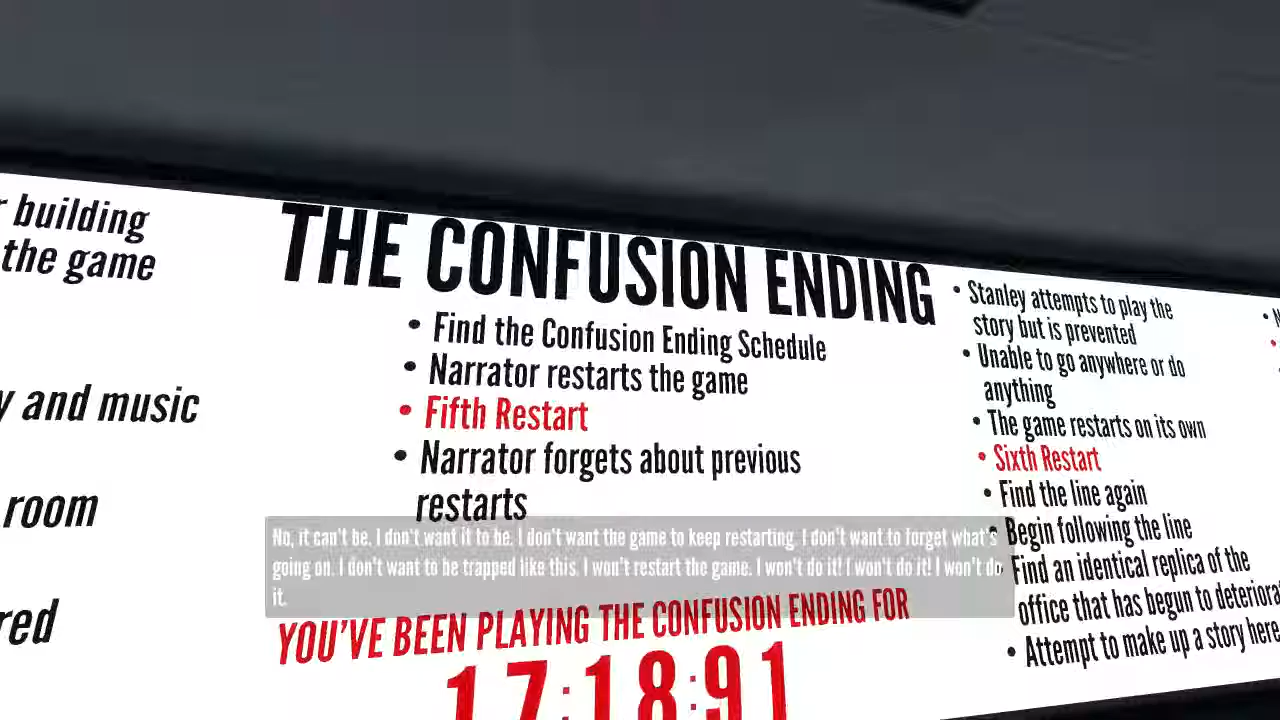 r building
the game
y and music
room
red
THE CONFUSION ENDING
• Find the Confusion Ending Schedule
• Narrator restarts the game
• Fifth Restart
• Narrator forgets about previous
restarts
No, it can't be. I don't want it to be. I don't want the game to keep restarting. I don't want to forget what's
going on. I don't want to be trapped like this. I won't restart the game. I won't do it! I won't do it! I won't do
it.
YOU'VE BEEN PLAYING THE CONFUSION ENDING FOR
17:18:91
• Stanley attempts to play the
story but is prevented
• Unable to go anywhere or do
anything
• The game restarts on its own
• Sixth Restart
• Find the line again
• Begin following the line
Find an identical replica of the
office that has begun to deteriora
• Attempt to make up a story here